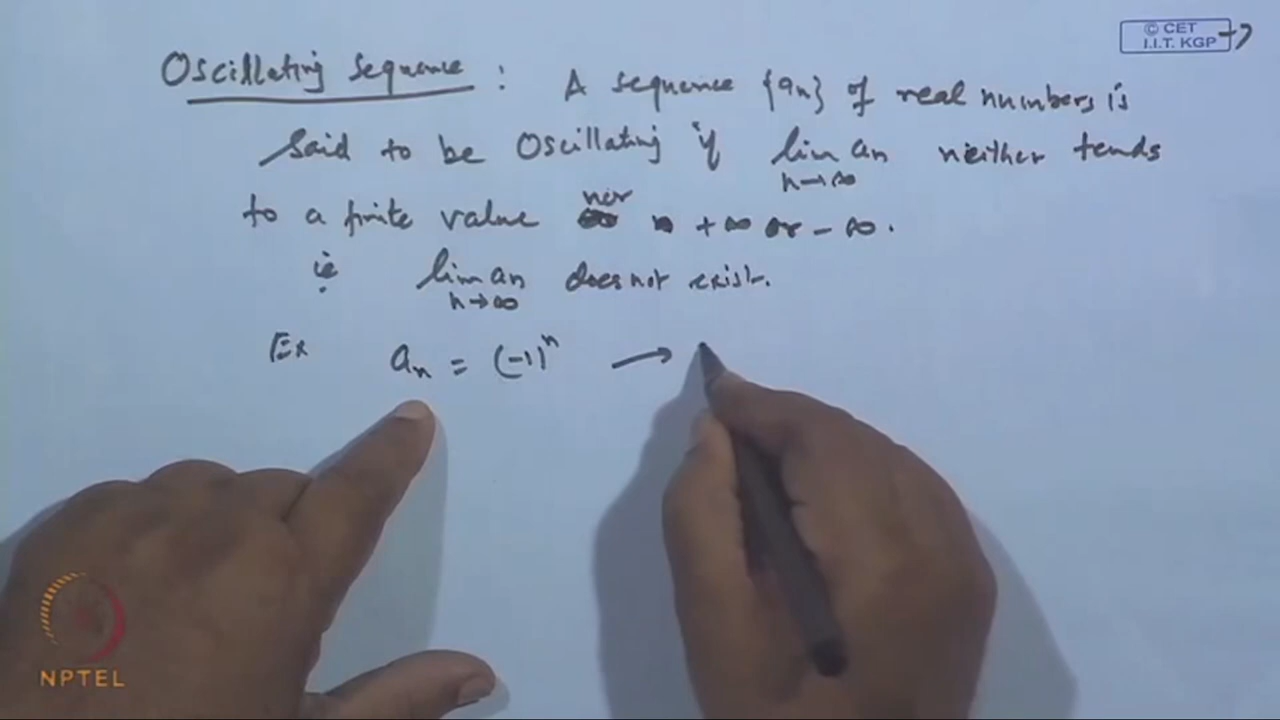 © CET
I.I.T. KGP
Oscillating Sequence : A sequence {an} of real numbers is
said to be Oscillating if lim an neither tends
n→∞
to a finite value nor +∞ or -∞.
ie lim an does not exist.
n→∞
Ex an = (-1)^n →
NPTEL